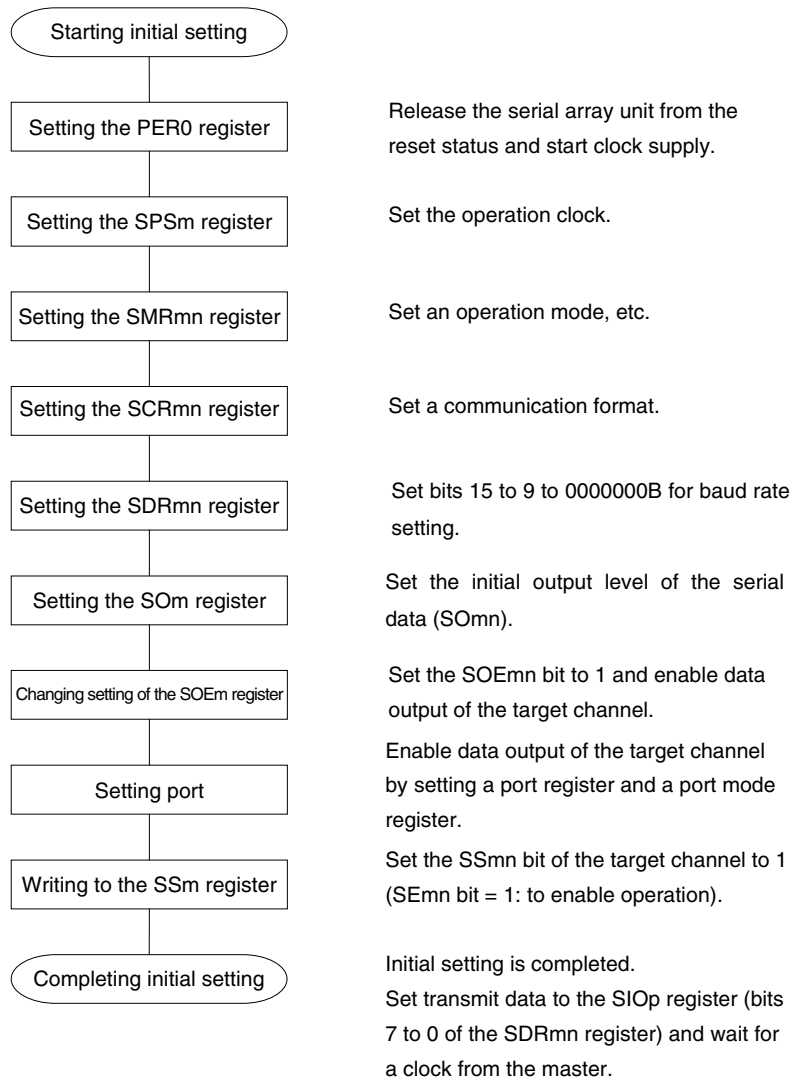 Starting initial setting
Setting the PER0 register
Release the serial array unit from the
reset status and start clock supply.
Setting the SPSm register
Set the operation clock.
Setting the SMRmn register
Set an operation mode, etc.
Setting the SCRmn register
Set a communication format.
Setting the SDRmn register
Set bits 15 to 9 to 0000000B for baud rate
setting.
Setting the SOm register
Set the initial output level of the serial
data (SOmn).
Changing setting of the SOEm register
Set the SOEmn bit to 1 and enable data
output of the target channel.
Setting port
Enable data output of the target channel
by setting a port register and a port mode
register.
Writing to the SSm register
Set the SSmn bit of the target channel to 1
(SEmn bit = 1: to enable operation).
Completing initial setting
Initial setting is completed.
Set transmit data to the SIOp register (bits
7 to 0 of the SDRmn register) and wait for
a clock from the master.